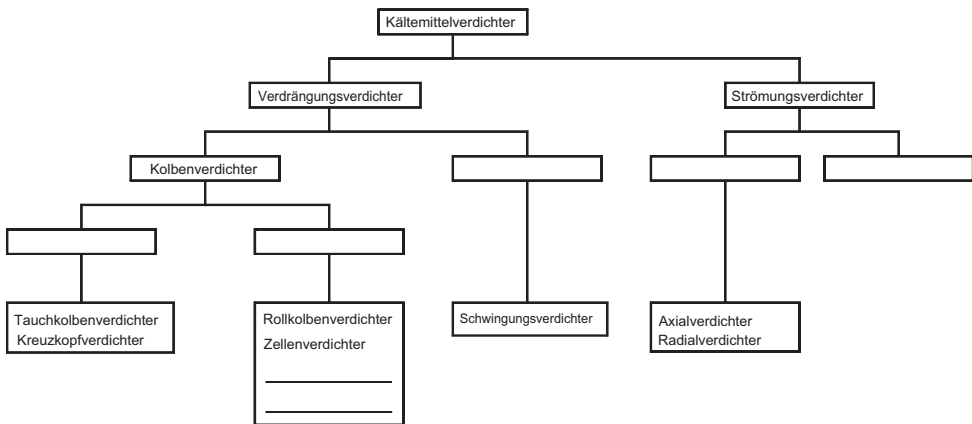 Kältemittelverdichter
Verdrängungsverdichter
Strömungsverdichter
Kolbenverdichter
Tauchkolbenverdichter
Kreuzkopfverdichter
Rollkolbenverdichter
Zellenverdichter
Schwingungsverdichter
Axialverdichter
Radialverdichter